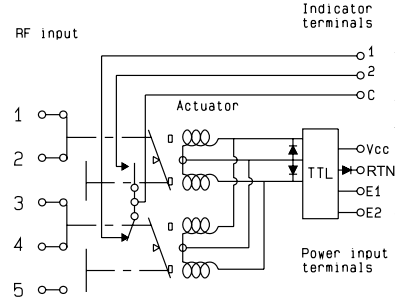 Indicator
terminals
RF input
1
2
C
Actuator
1
2
3
4
5
TTL
Vcc
RTN
E1
E2
Power input
terminals